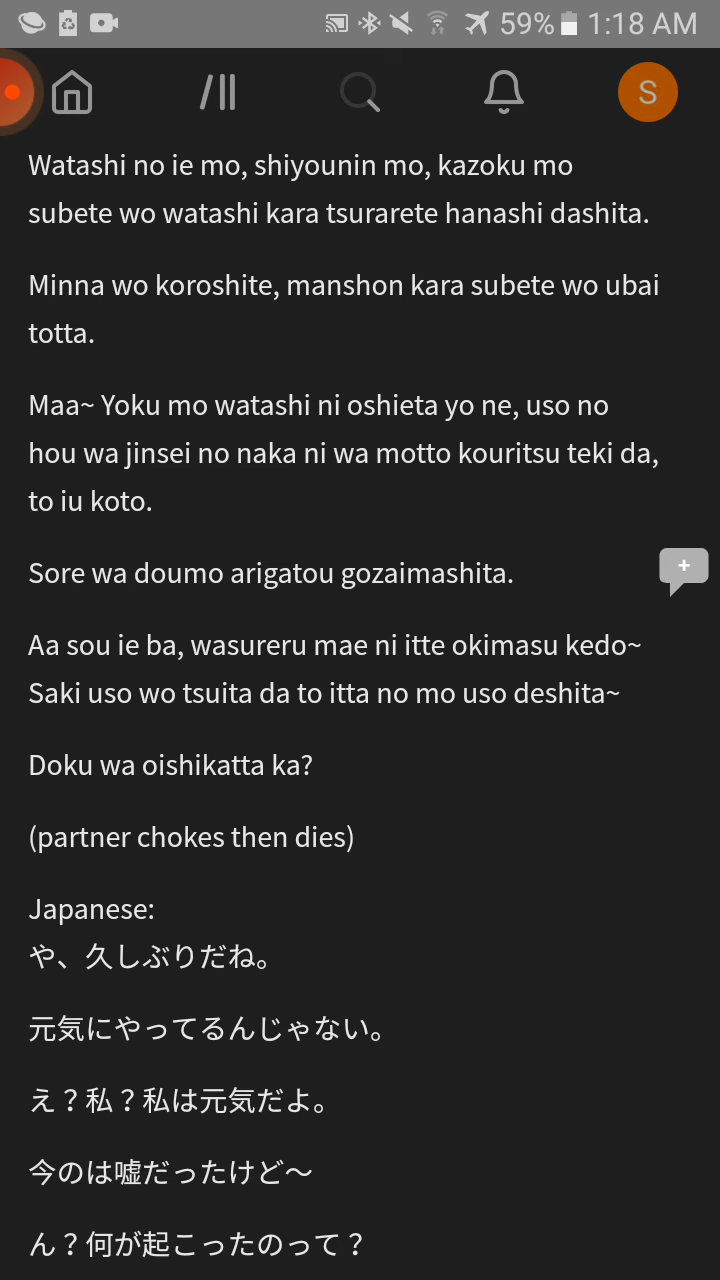 59% 1:18 AM
S
Watashi no ie mo, shiyounin mo, kazoku mo
subete wo watashi kara tsurarete hanashi dashita.
Minna wo koroshite, manshon kara subete wo ubai
totta.
Maa~ Yoku mo watashi ni oshieta yo ne, uso no
hou wa jinsei no naka ni wa motto kouritsu teki da,
to iu koto.
Sore wa doumo arigatou gozaimashita.
Aa sou ie ba, wasureru mae ni itte okimasu kedo~
Saki uso wo tsuita da to itta no mo uso deshita~
Doku wa oishikatta ka?
(partner chokes then dies)
Japanese:
や、久しぶりだね。
元気にやってるんじゃない。
え？私？私は元気だよ。
今のは嘘だったけど〜
ん？何が起こったのって？